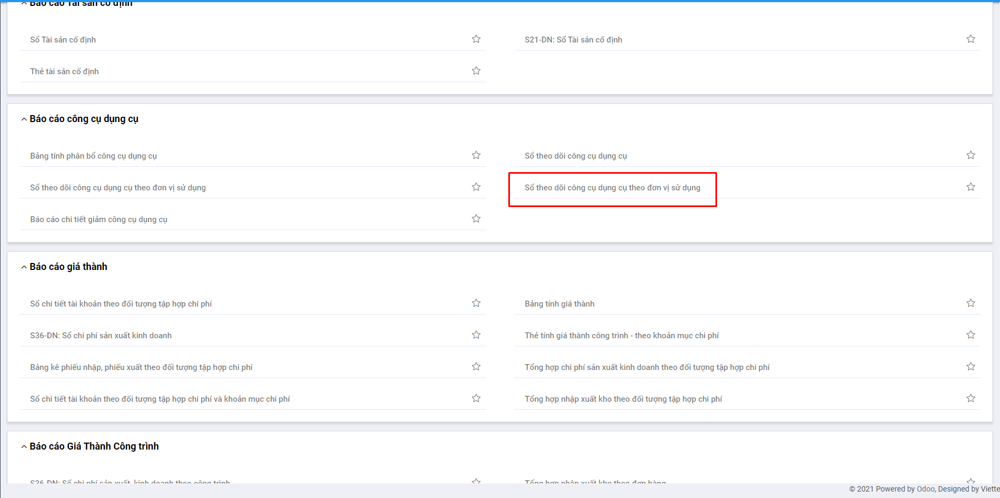 Báo cáo Tài sản cố định
Sổ Tài sản cố định
S21-DN: Sổ Tài sản cố định
Thẻ tài sản cố định
Báo cáo công cụ dụng cụ
Bảng tính phân bổ công cụ dụng cụ
Sổ theo dõi công cụ dụng cụ
Sổ theo dõi công cụ dụng cụ theo đơn vị sử dụng
Sổ theo dõi công cụ dụng cụ theo đơn vị sử dụng
Báo cáo chi tiết giảm công cụ dụng cụ
Báo cáo giá thành
Sổ chi tiết tài khoản theo đối tượng tập hợp chi phí
Bảng tính giá thành
S36-DN: Sổ chi phí sản xuất kinh doanh
Thẻ tính giá thành công trình - theo khoản mục chi phí
Bảng kê phiếu nhập, phiếu xuất theo đối tượng tập hợp chi phí
Tổng hợp chi phí sản xuất kinh doanh theo đối tượng tập hợp chi phí
Sổ chi tiết tài khoản theo đối tượng tập hợp chi phí và khoản mục chi phí
Tổng hợp nhập xuất kho theo đối tượng tập hợp chi phí
Báo cáo Giá Thành Công trình
S36-DN: Sổ chi phí sản xuất, kinh doanh theo công trình
Tổng hợp nhập xuất kho theo đơn hàng
© 2021 Powered by Odoo, Designed by Viette